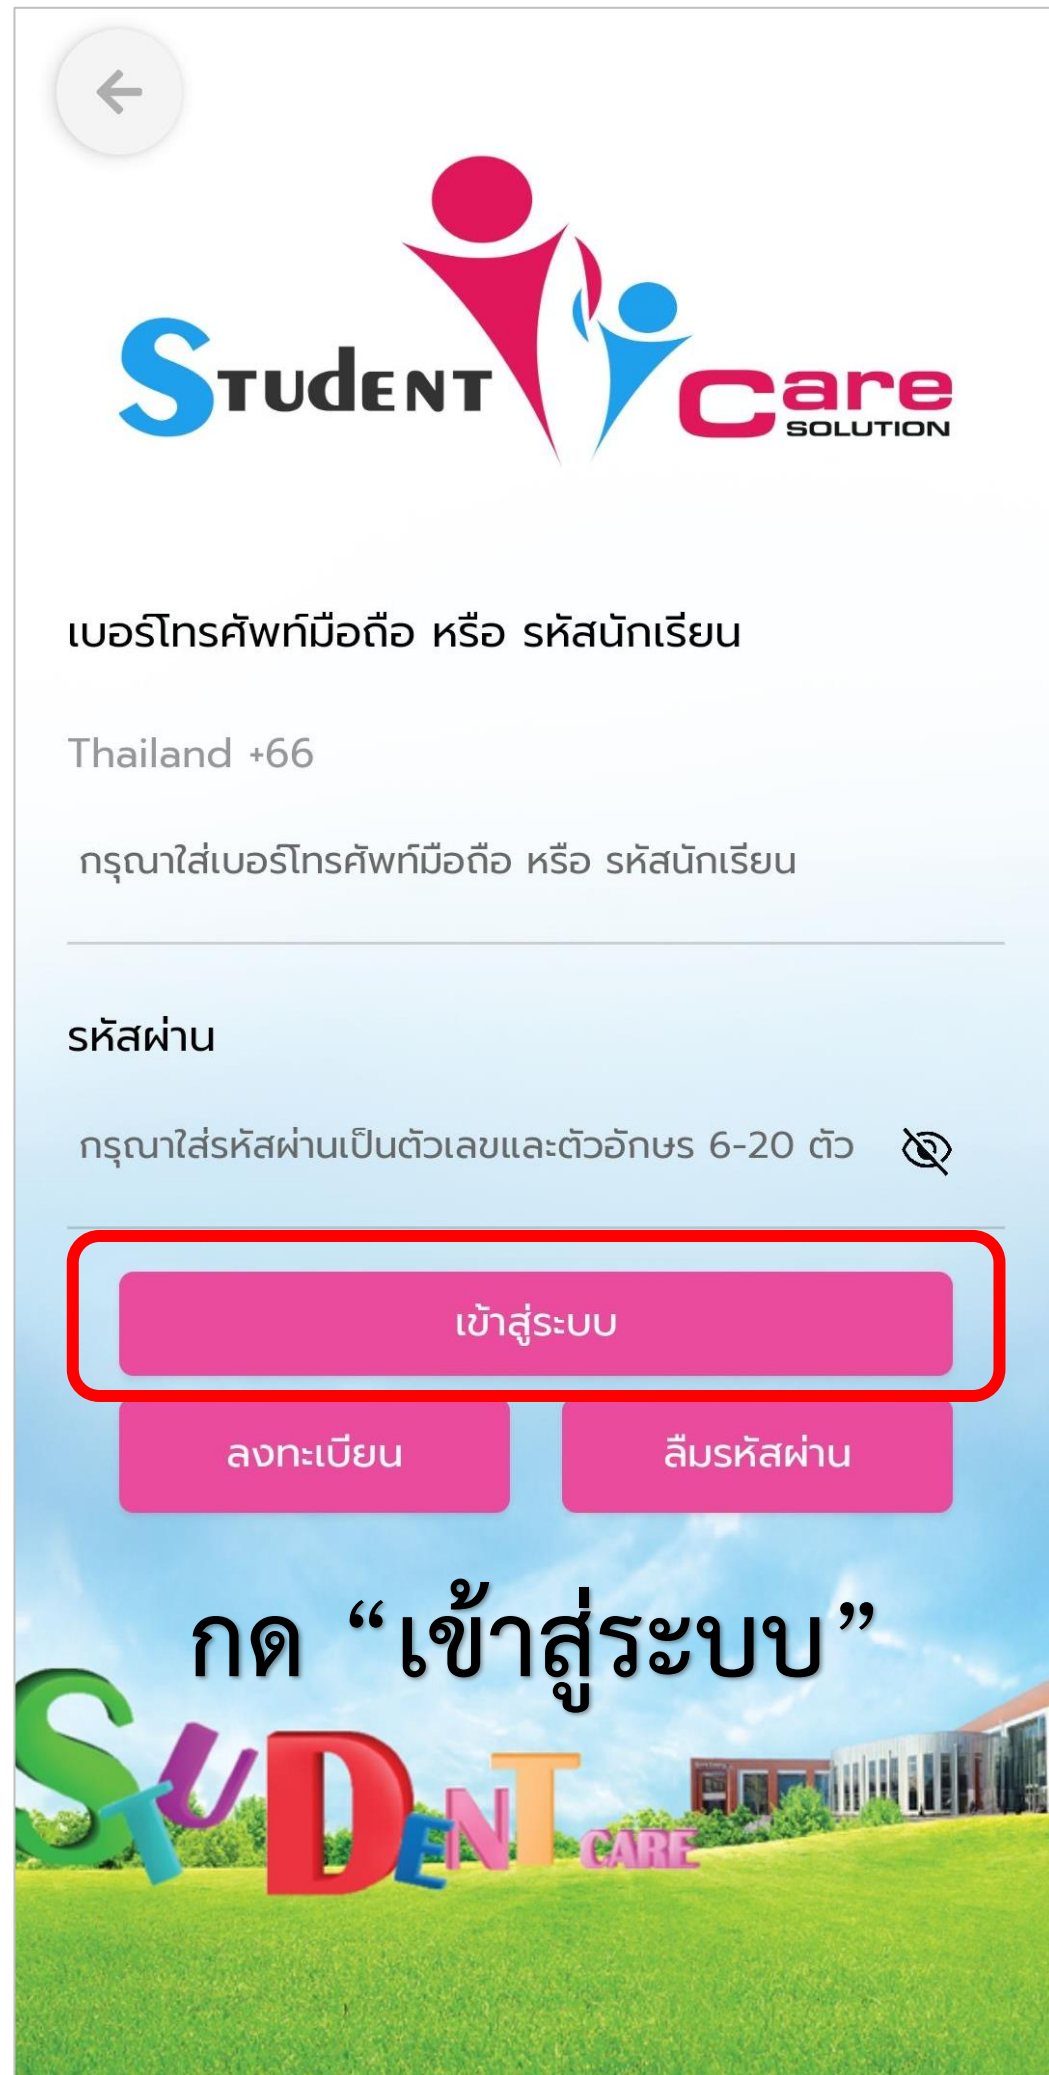 STUDENT Care
SOLUTION
เบอร์โทรศัพท์มือถือ หรือ รหัสนักเรียน
Thailand +66
กรุณาใส่เบอร์โทรศัพท์มือถือ หรือ รหัสนักเรียน
รหัสผ่าน
กรุณาใส่รหัสผ่านเป็นตัวเลขและตัวอักษร 6-20 ตัว
เข้าสู่ระบบ
ลงทะเบียน ลืมรหัสผ่าน
กด “เข้าสู่ระบบ”
STUDENT CARE